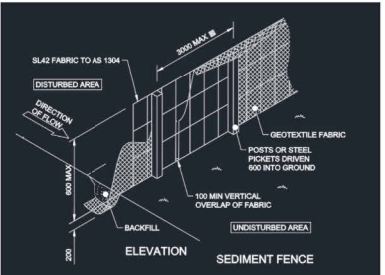 3000 MAX
SL42 FABRIC TO AS 1304
DISTURBED AREA
DIRECTION
OF FLOW
600 MAX
200
GEOTEXTILE FABRIC
POSTS OR STEEL
PICKETS DRIVEN
600 INTO GROUND
100 MIN VERTICAL
OVERLAP OF FABRIC
BACKFILL
UNDISTURBED AREA
ELEVATION
SEDIMENT FENCE